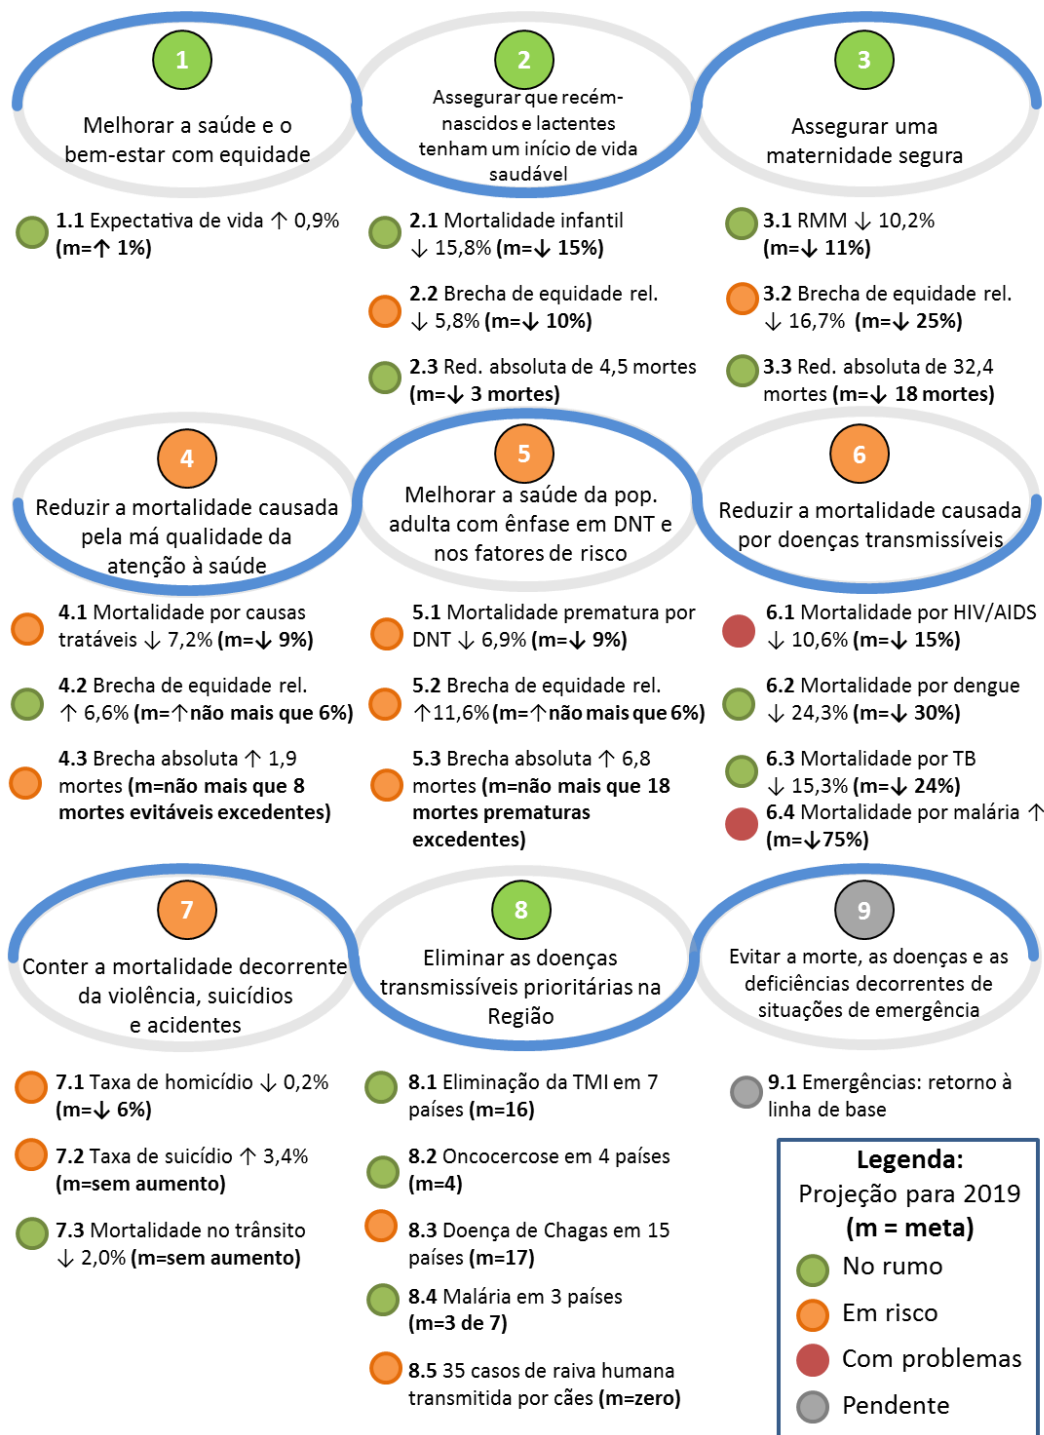 1
Melhorar a saúde e o
bem-estar com equidade
2
Assegurar que recém-
nascidos e lactentes
tenham um início de vida
saudável
3
Assegurar uma
maternidade segura
1.1 Expectativa de vida ↑ 0,9%
(m=↑ 1%)
2.1 Mortalidade infantil
↓ 15,8% (m=↓ 15%)
2.2 Brecha de equidade rel.
↓ 5,8% (m=↓ 10%)
2.3 Red. absoluta de 4,5 mortes
(m=↓ 3 mortes)
3.1 RMM ↓ 10,2%
(m=↓ 11%)
3.2 Brecha de equidade rel.
↓ 16,7% (m=↓ 25%)
3.3 Red. absoluta de 32,4
mortes (m=↓ 18 mortes)
4
Reduzir a mortalidade causada
pela má qualidade da
atenção à saúde
5
Melhorar a saúde da pop.
adulta com ênfase em DNT e
nos fatores de risco
6
Reduzir a mortalidade causada
por doenças transmissíveis
4.1 Mortalidade por causas
tratáveis ↓ 7,2% (m=↓ 9%)
4.2 Brecha de equidade rel.
↑ 6,6% (m=↑não mais que 6%)
4.3 Brecha absoluta ↑ 1,9
mortes (m=não mais que 8
mortes evitáveis excedentes)
5.1 Mortalidade prematura por
DNT ↓ 6,9% (m=↓ 9%)
5.2 Brecha de equidade rel.
↑11,6% (m=↑não mais que 6%)
5.3 Brecha absoluta ↑ 6,8
mortes (m=não mais que 18
mortes prematuras
excedentes)
6.1 Mortalidade por HIV/AIDS
↓ 10,6% (m=↓ 15%)
6.2 Mortalidade por dengue
↓ 24,3% (m=↓ 30%)
6.3 Mortalidade por TB
↓ 15,3% (m=↓ 24%)
6.4 Mortalidade por malária ↑
(m=↓75%)
7
Conter a mortalidade decorrente
da violência, suicídios
e acidentes
8
Eliminar as doenças
transmissíveis prioritárias na
Região
9
Evitar a morte, as doenças e as
deficiências decorrentes de
situações de emergência
7.1 Taxa de homicídio ↓ 0,2%
(m=↓ 6%)
7.2 Taxa de suicídio ↑ 3,4%
(m=sem aumento)
7.3 Mortalidade no trânsito
↓ 2,0% (m=sem aumento)
8.1 Eliminação da TMI em 7
países (m=16)
8.2 Oncocercose em 4 países
(m=4)
8.3 Doença de Chagas em 15
países (m=17)
8.4 Malária em 3 países
(m=3 de 7)
8.5 35 casos de raiva humana
transmitida por cães (m=zero)
9.1 Emergências: retorno à
linha de base
Legenda:
Projeção para 2019
(m = meta)
No rumo
Em risco
Com problemas
Pendente